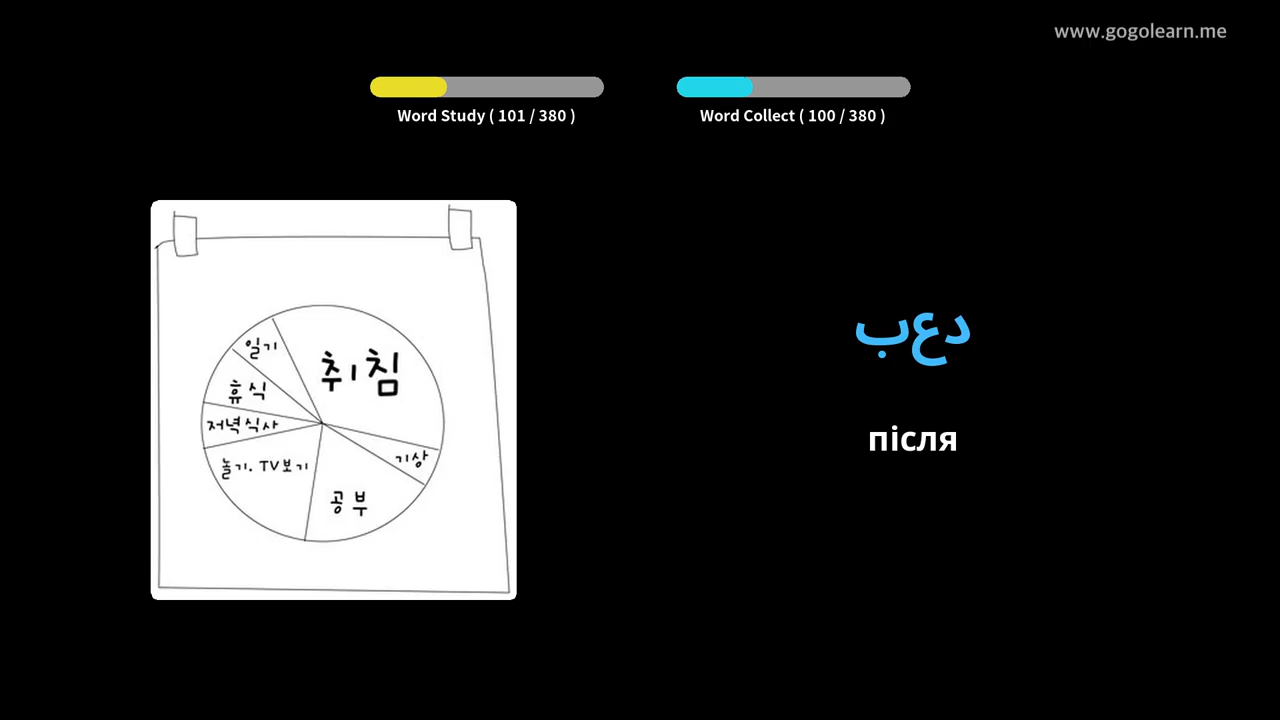 www.gogolearn.me
Word Study ( 101 / 380 )
Word Collect ( 100 / 380 )
일기
취침
휴식
저녁식사
기상
놀기. TV보기
공부
دعب
після